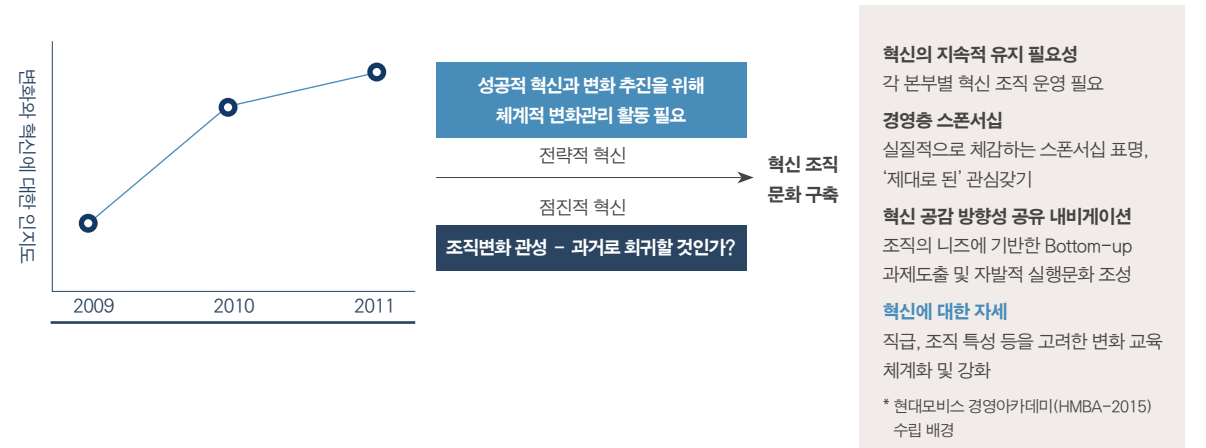 변화와 혁신에 대한 인지도
2009
2010
2011
성공적 혁신과 변화 추진을 위해
체계적 변화관리 활동 필요
전략적 혁신
점진적 혁신
조직변화 관성 – 과거로 회귀할 것인가?
혁신 조직
문화 구축
혁신의 지속적 유지 필요성
각 본부별 혁신 조직 운영 필요
경영층 스폰서십
실질적으로 체감하는 스폰서십 표명,
‘제대로 된’ 관심갖기
혁신 공감 방향성 공유 내비게이션
조직의 니즈에 기반한 Bottom-up
과제도출 및 자발적 실행문화 조성
혁신에 대한 자세
직급, 조직 특성 등을 고려한 변화 교육
체계화 및 강화
* 현대모비스 경영아카데미(HMBA-2015)
수립 배경